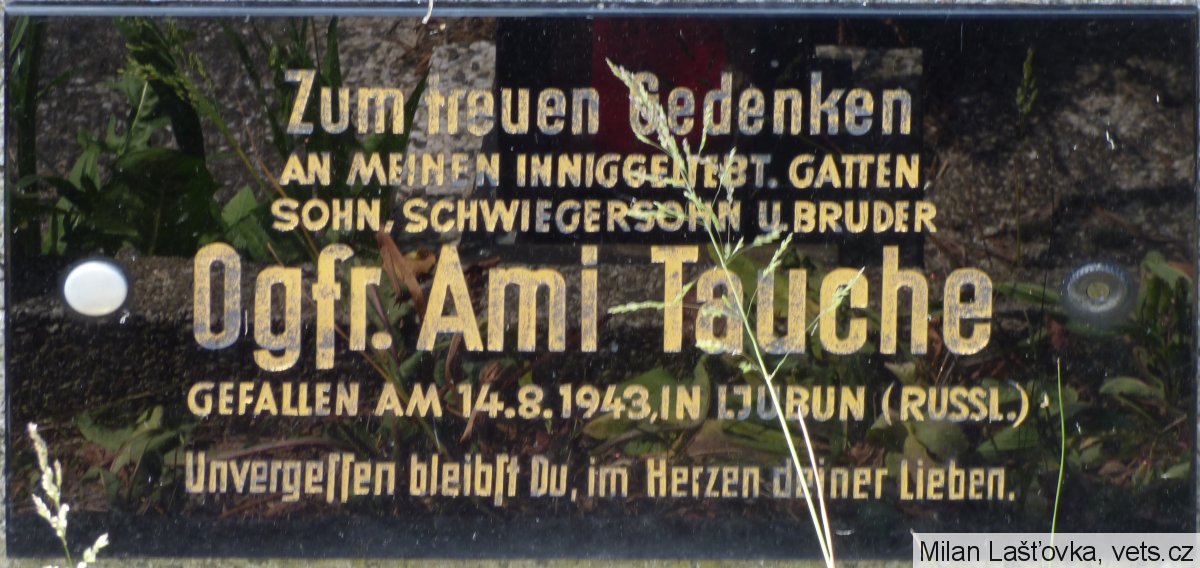 Zum treuen Gedenken
AN MEINEN INNIGGELIEBT. GATTEN,
SOHN, SCHWIEGERSOHN U. BRUDER
Ogfr. Ami Tauche
GEFALLEN AM 14.8.1943, IN LJUBUN (RUSSL.)
Unvergessen bleibst Du, im Herzen deiner Lieben.
Milan Lašťovka, vets.cz